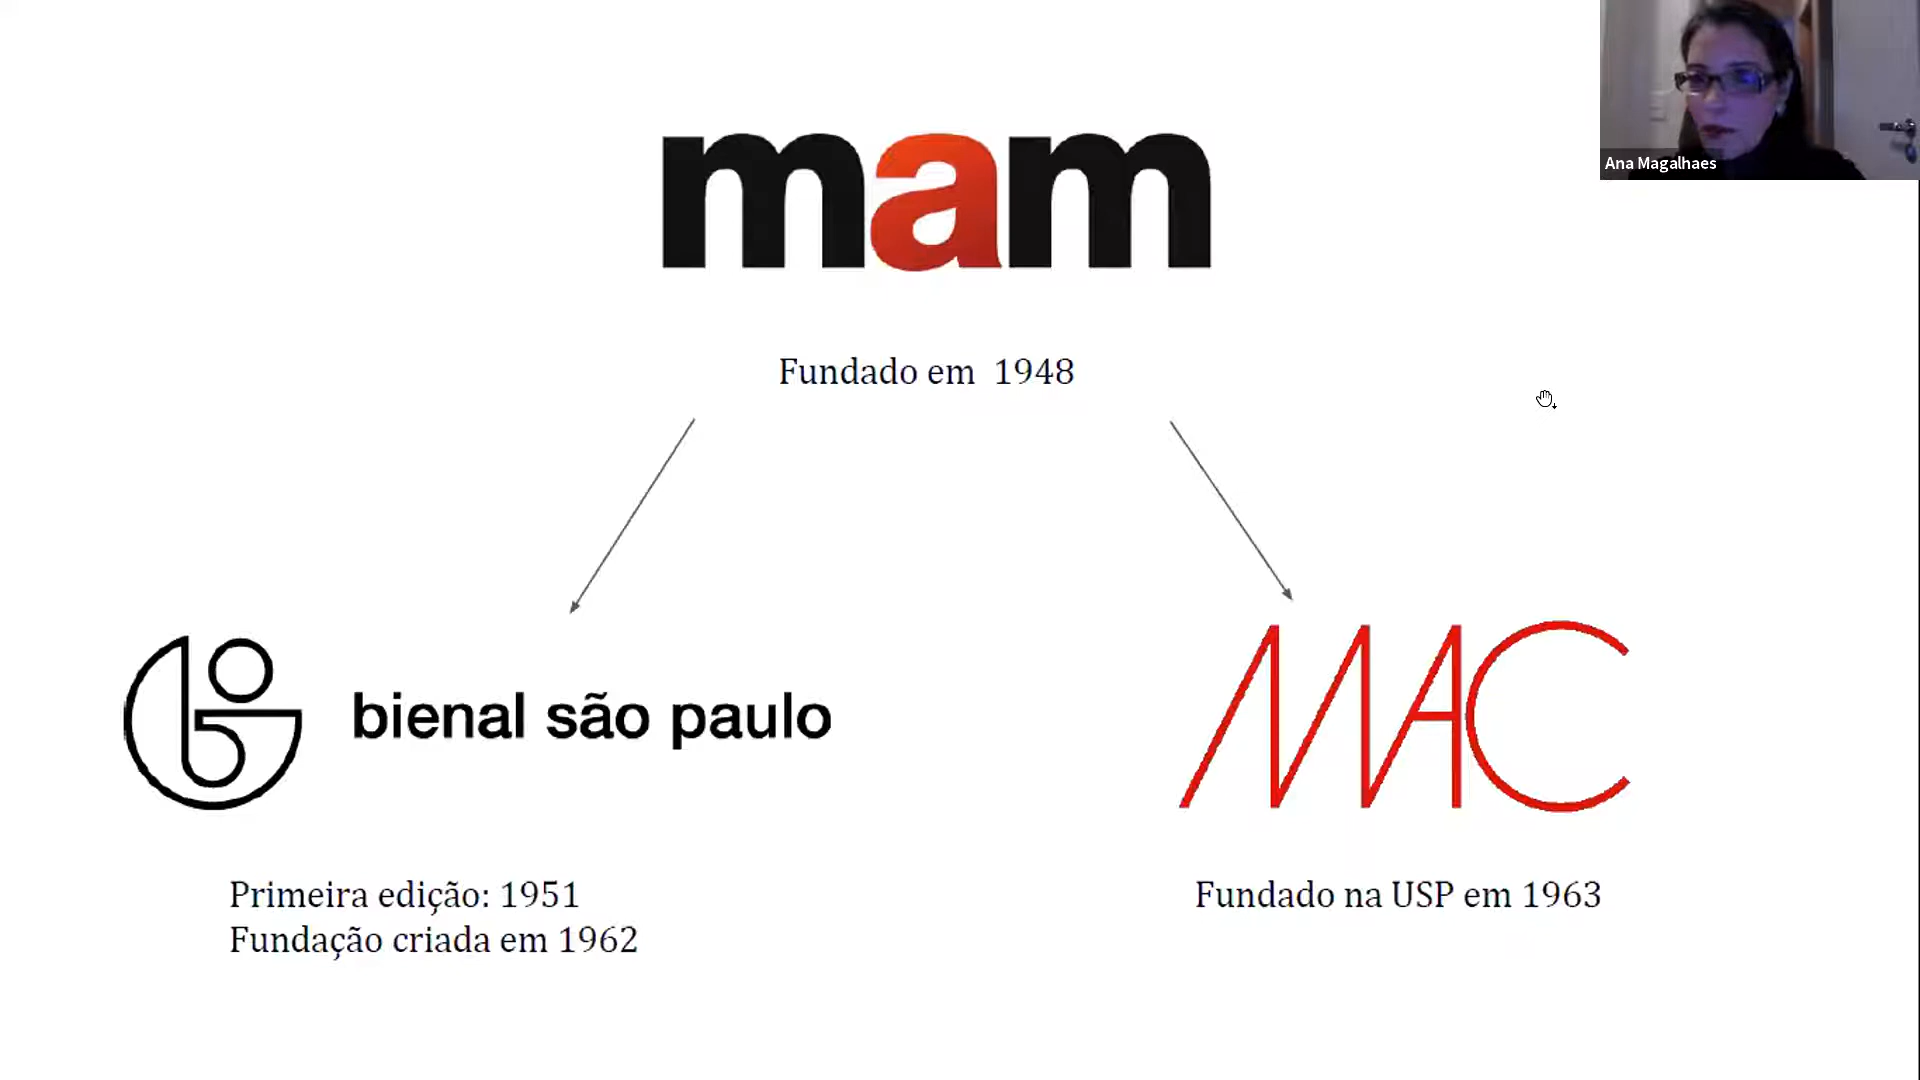 Ana Magalhaes
mam
Fundado em 1948
bienal são paulo
MAC
Primeira edição: 1951
Fundação criada em 1962
Fundado na USP em 1963